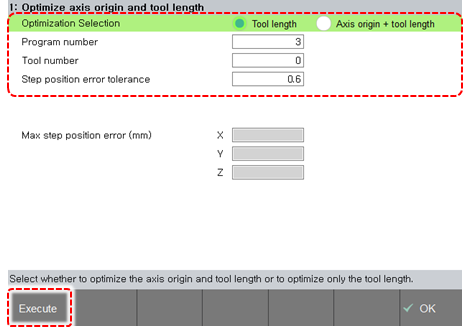 1: Optimize axis origin and tool length
Optimization Selection Tool length Axis origin + tool length
Program number 3
Tool number 0
Step position error tolerance 0.6
Max step position error (mm) X
Y
Z
Select whether to optimize the axis origin and tool length or to optimize only the tool length.
Execute ✓ OK